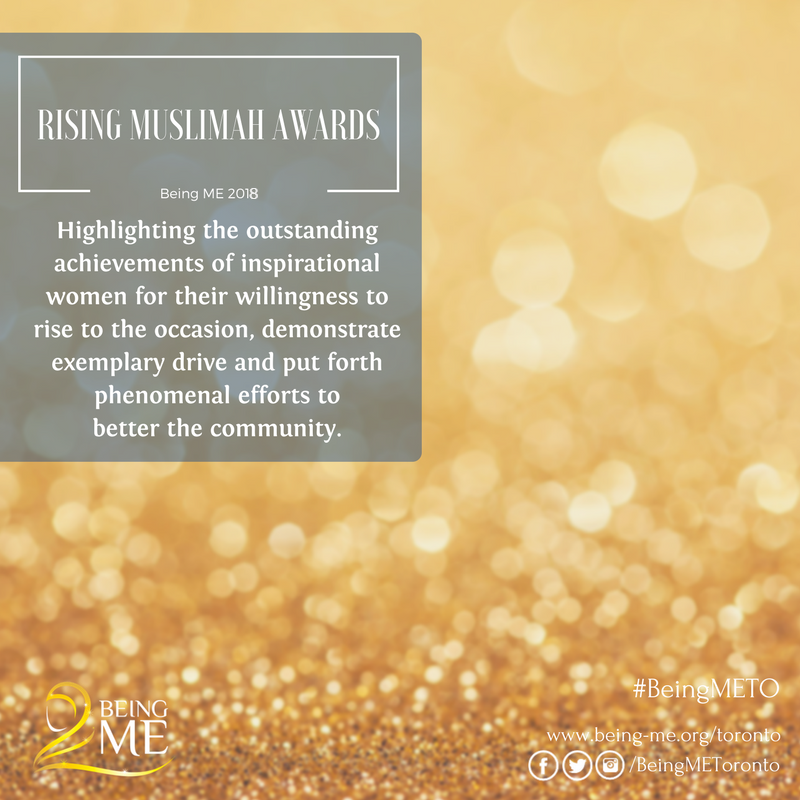 RISING MUSLIMAH AWARDS
Being ME 2018
Highlighting the outstanding
achievements of inspirational
women for their willingness to
rise to the occasion, demonstrate
exemplary drive and put forth
phenomenal efforts to
better the community.
2 BEING
ME
#BeingMETO
www.being-me.org/toronto
/BeingMEToronto